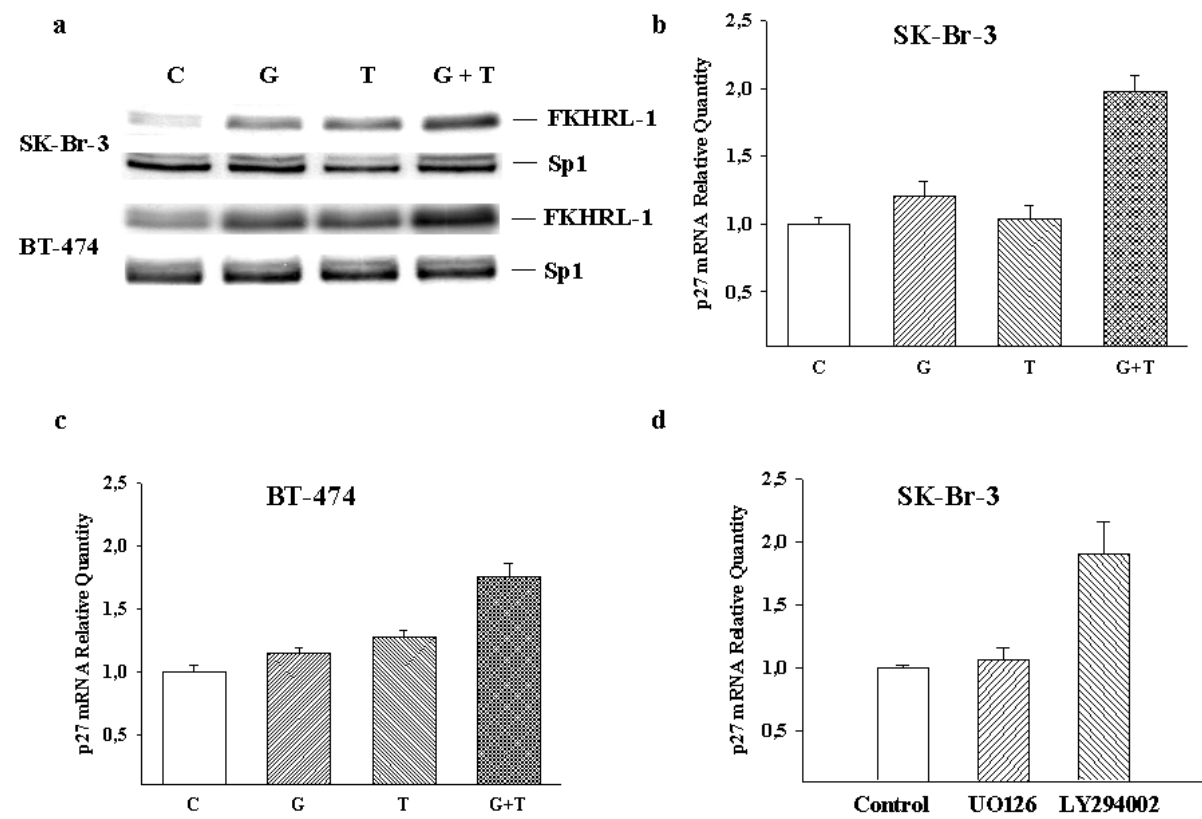 a
C G T G + T
SK-Br-3
FKHRL-1
Sp1
BT-474
FKHRL-1
Sp1
b
SK-Br-3
p27 mRNA Relative Quantity
2,5
2,0
1,5
1,0
0,5
C G T G+T
c
BT-474
p27 mRNA Relative Quantity
2,5
2,0
1,5
1,0
0,5
C G T G+T
d
SK-Br-3
p27 mRNA Relative Quantity
2,5
2,0
1,5
1,0
0,5
Control UO126 LY294002